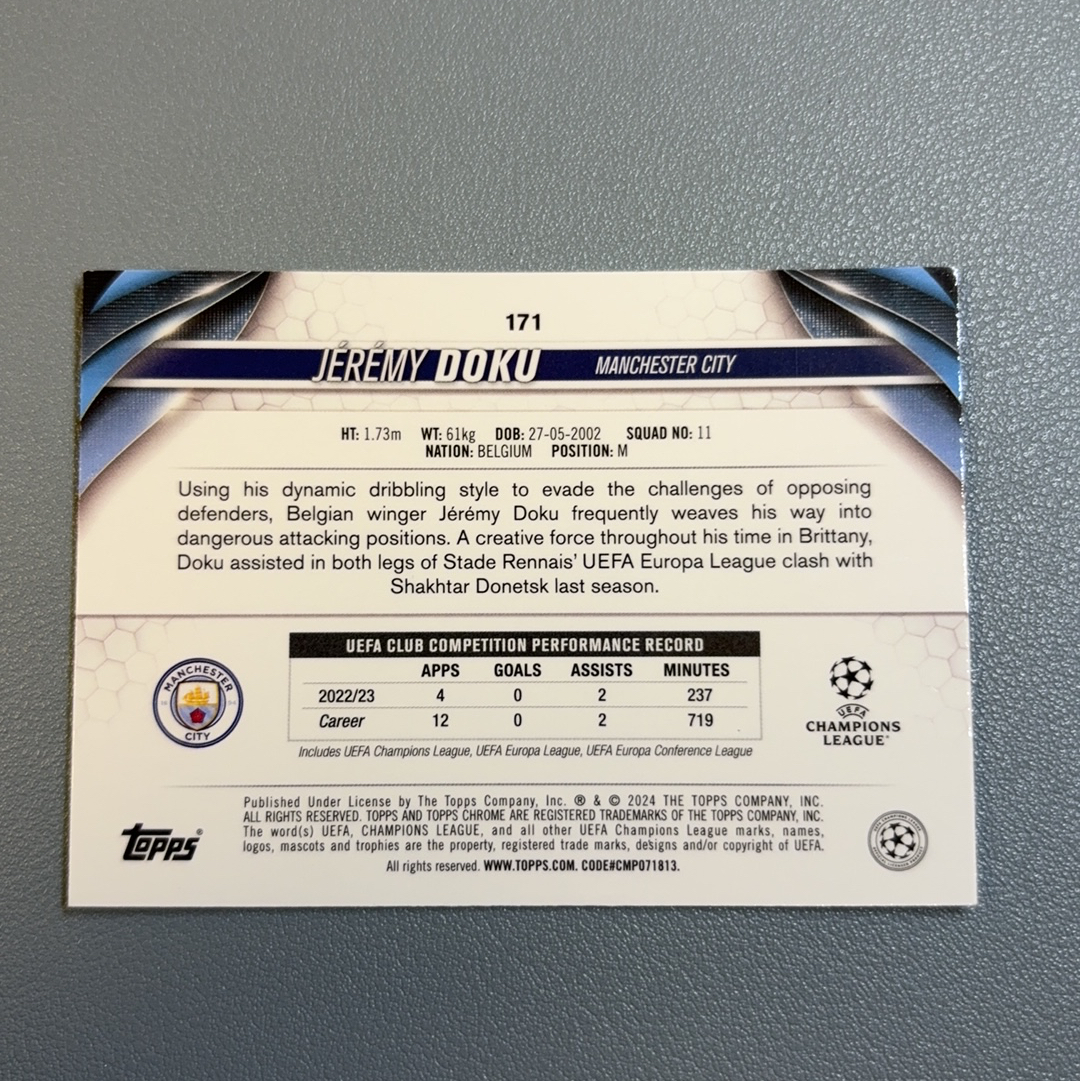 171
JÉRÉMY DOKU MANCHESTER CITY
HT: 1.73m WT: 61kg DOB: 27-05-2002 SQUAD NO: 11
NATION: BELGIUM POSITION: M
Using his dynamic dribbling style to evade the challenges of opposing
defenders, Belgian winger Jérémy Doku frequently weaves his way into
dangerous attacking positions. A creative force throughout his time in Brittany,
Doku assisted in both legs of Stade Rennais' UEFA Europa League clash with
Shakhtar Donetsk last season.
UEFA CLUB COMPETITION PERFORMANCE RECORD
APPS GOALS ASSISTS MINUTES
2022/23 4 0 2 237
Career 12 0 2 719
Includes UEFA Champions League, UEFA Europa League, UEFA Europa Conference League
MANCHESTER
CITY
UEFA
CHAMPIONS
LEAGUE®
Published Under License by The Topps Company, Inc. ® & © 2024 THE TOPPS COMPANY, INC.
ALL RIGHTS RESERVED. TOPPS AND TOPPS CHROME ARE REGISTERED TRADEMARKS OF THE TOPPS COMPANY, INC.
The word(s) UEFA, CHAMPIONS LEAGUE, and all other UEFA Champions League marks, names,
logos, mascots and trophies are the property, registered trade marks, designs and/or copyright of UEFA.
All rights reserved. WWW.TOPPS.COM. CODE#CMP071813.
topps®